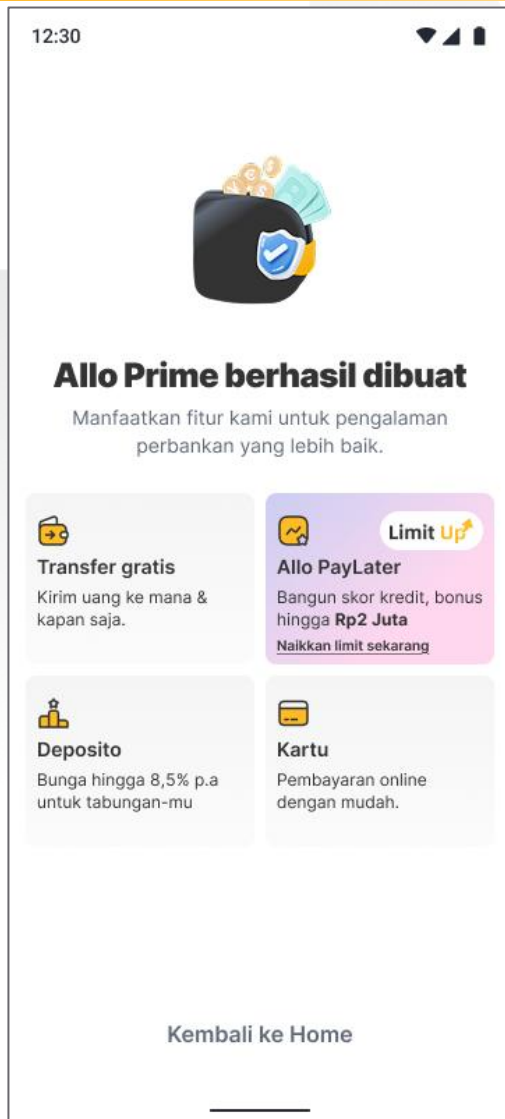 12:30
Allo Prime berhasil dibuat
Manfaatkan fitur kami untuk pengalaman
perbankan yang lebih baik.
Transfer gratis
Kirim uang ke mana &
kapan saja.
Limit Up
Allo PayLater
Bangun skor kredit, bonus
hingga Rp2 Juta
Naikkan limit sekarang
Deposito
Bunga hingga 8,5% p.a
untuk tabungan-mu
Kartu
Pembayaran online
dengan mudah.
Kembali ke Home